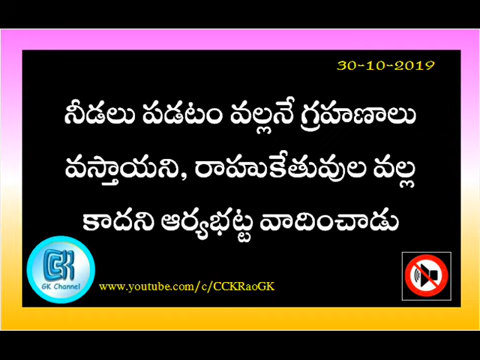 30-10-2019
నీడలు పడటం వల్లనే గ్రహణాలు
వస్తాయని, రాహుకేతువుల వల్ల
కాదని ఆర్యభట్ట వాదించాడు
GK
GK Channel
www.youtube.com/c/CCKRaoGK